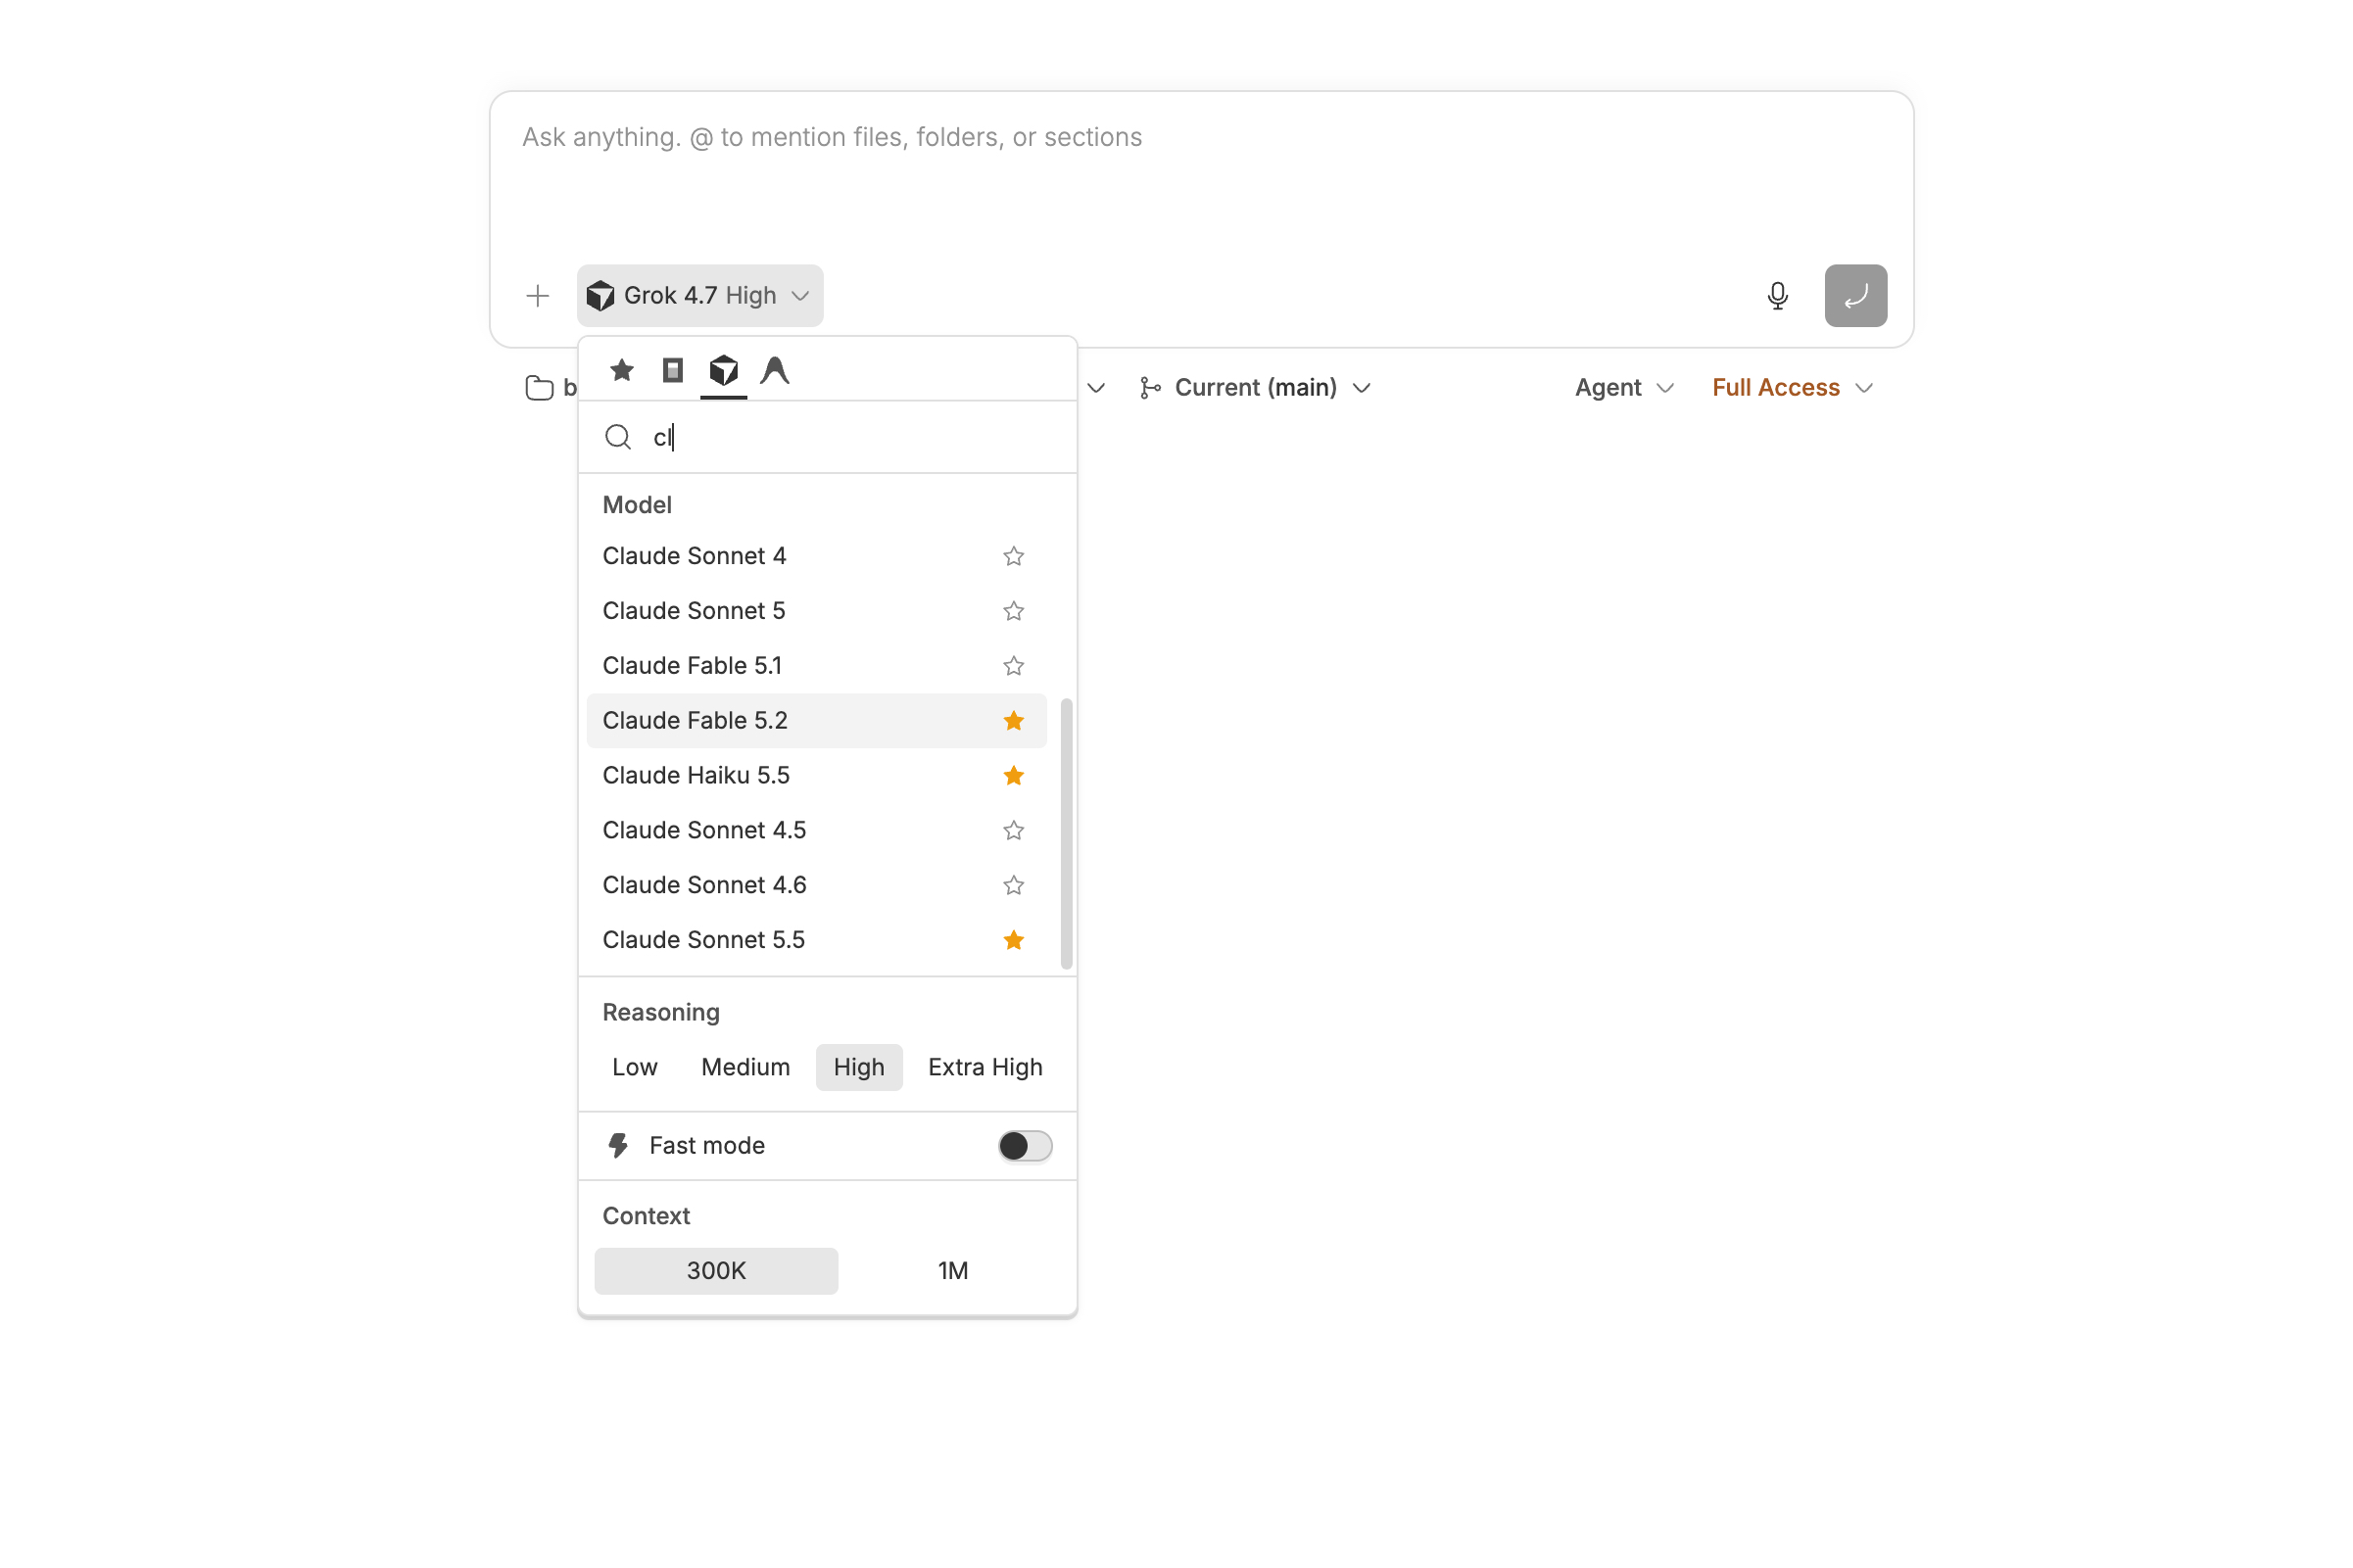 Ask anything. @ to mention files, folders, or sections
Grok 4.7 High
b
Current (main)
Agent
Full Access
cl
Model
Claude Sonnet 4
Claude Sonnet 5
Claude Fable 5.1
Claude Fable 5.2
Claude Haiku 5.5
Claude Sonnet 4.5
Claude Sonnet 4.6
Claude Sonnet 5.5
Reasoning
Low Medium High Extra High
Fast mode
Context
300K 1M